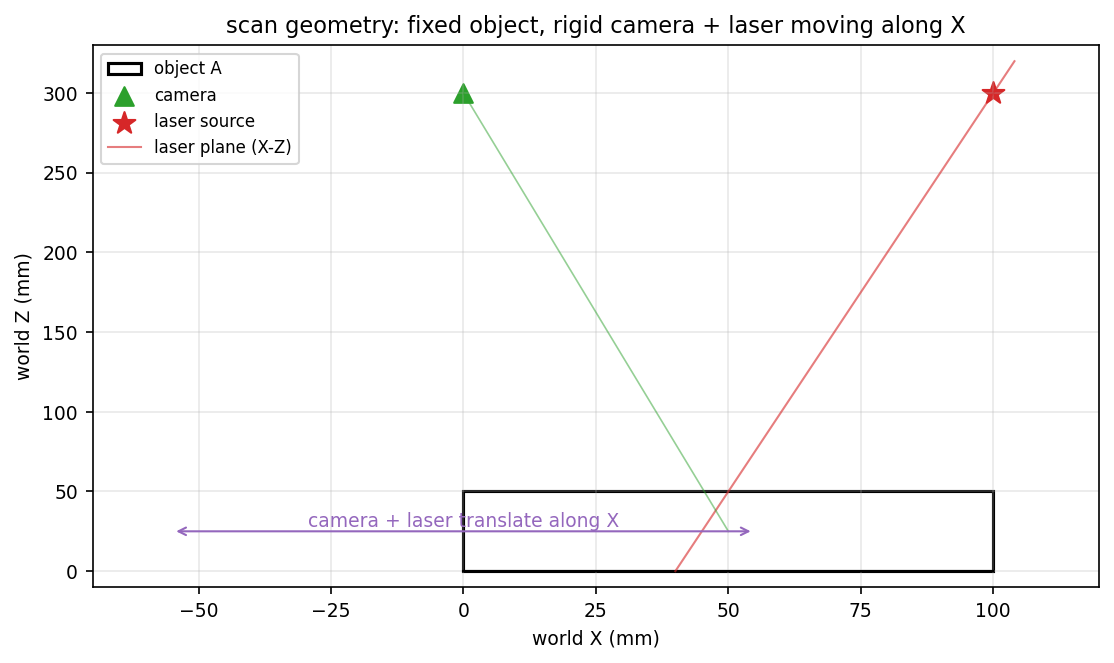 scan geometry: fixed object, rigid camera + laser moving along X
object A
camera
laser source
laser plane (X-Z)
300
250
200
150
100
50
0
world Z (mm)
camera + laser translate along X
−50
−25
0
25
50
75
100
world X (mm)